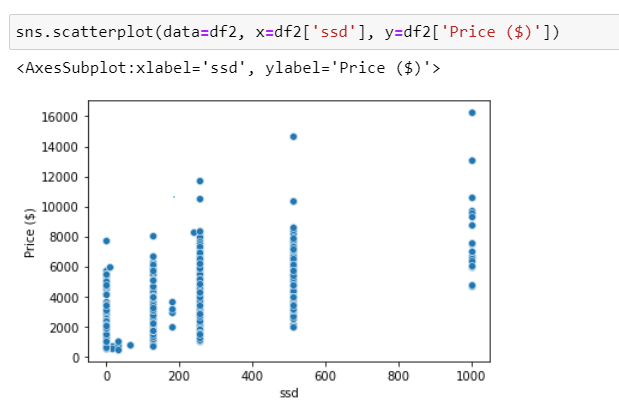 sns.scatterplot(data=df2, x=df2['ssd'], y=df2['Price ($)'])
<AxesSubplot:xlabel='ssd', ylabel='Price ($)'>
16000
14000
12000
10000
8000
6000
4000
2000
0
Price ($)
0 200 400 600 800 1000
ssd